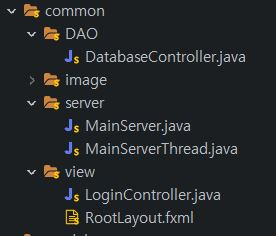 common
DAO
DatabaseController.java
image
server
MainServer.java
MainServerThread.java
view
LoginController.java
RootLayout.fxml